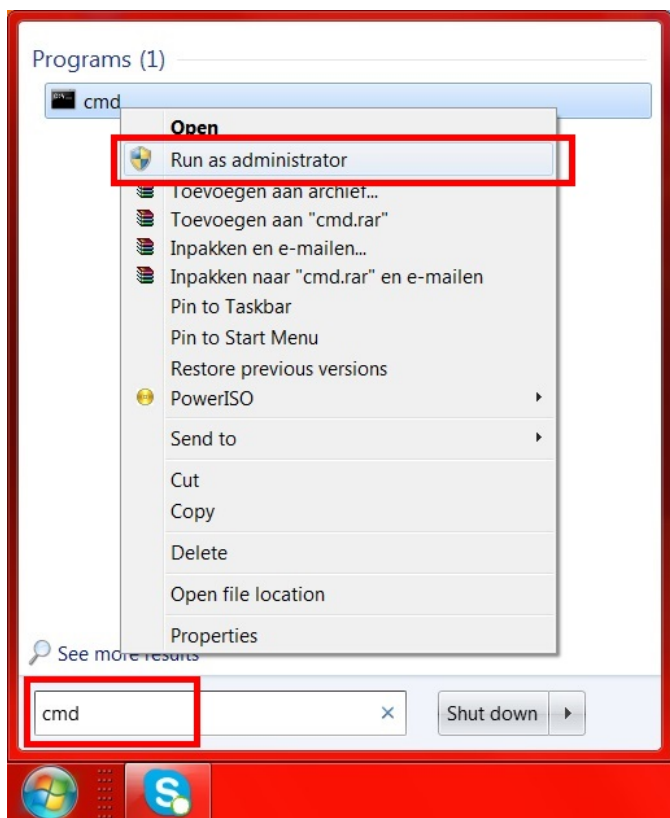 Programs (1)
cmd
Open
Run as administrator
Toevoegen aan archief...
Toevoegen aan "cmd.rar"
Inpakken en e-mailen...
Inpakken naar "cmd.rar" en e-mailen
Pin to Taskbar
Pin to Start Menu
Restore previous versions
PowerISO
Send to
Cut
Copy
Delete
Open file location
Properties
See more results
cmd
Shut down